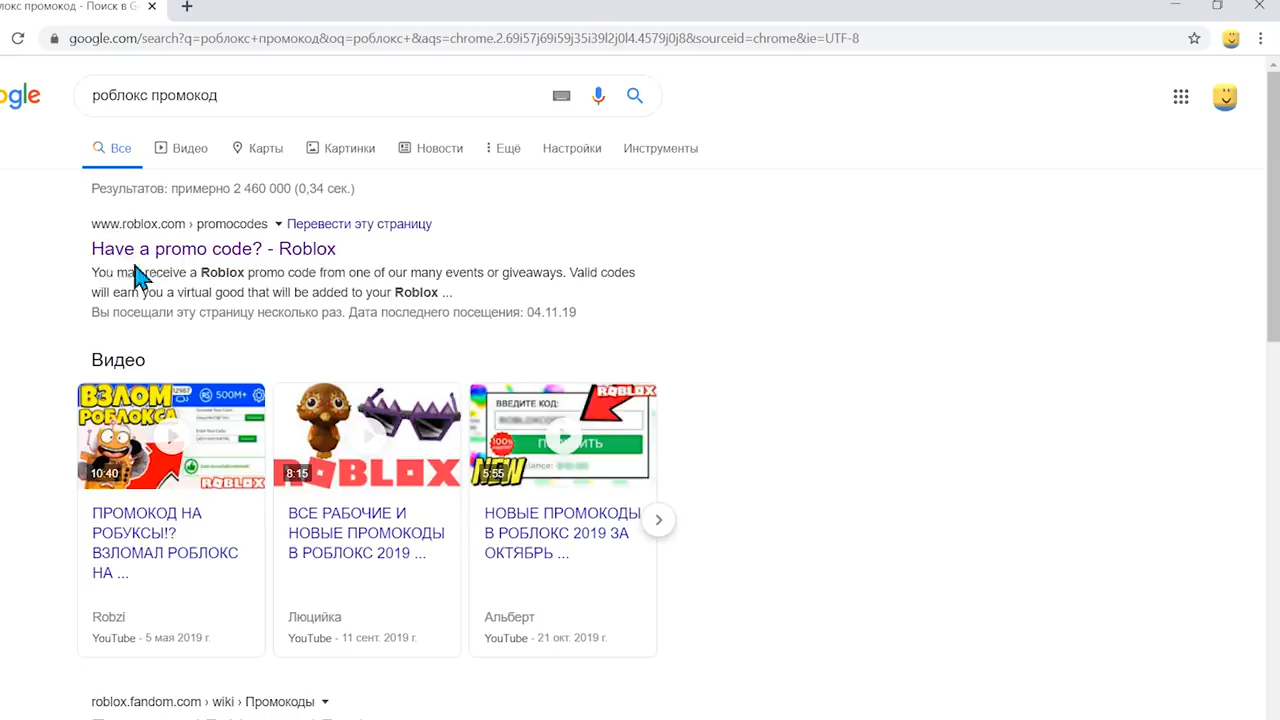 локс промокод - Поиск в G
google.com/search?q=роблокс+промокод&oq=роблокс+&aqs=chrome.2.69i57j69i59j35i39l2j0l4.4579j0j8&sourceid=chrome&ie=UTF-8
ogle
роблокс промокод
Все Видео Карты Картинки Новости Ещё Настройки Инструменты
Результатов: примерно 2 460 000 (0,34 сек.)
www.roblox.com › promocodes Перевести эту страницу
Have a promo code? - Roblox
You may receive a Roblox promo code from one of our many events or giveaways. Valid codes
will earn you a virtual good that will be added to your Roblox ...
Вы посещали эту страницу несколько раз. Дата последнего посещения: 04.11.19
Видео
ВЗЛОМ
РОБЛОКСА
500M+
10:40
ROBLOX
8:15
ROBLOX
ROBLOX
ВВЕДИТЕ КОД:
100%
NEW
5:55
ПРОМОКОД НА
РОБУКСЫ!?
ВЗЛОМАЛ РОБЛОКС
НА ...
Robzi
YouTube - 5 мая 2019 г.
ВСЕ РАБОЧИЕ И
НОВЫЕ ПРОМОКОДЫ
В РОБЛОКС 2019 ...
Люцийка
YouTube - 11 сент. 2019 г.
НОВЫЕ ПРОМОКОДЫ
В РОБЛОКС 2019 ЗА
ОКТЯБРЬ ...
Альберт
YouTube - 21 окт. 2019 г.
roblox.fandom.com › wiki › Промокоды